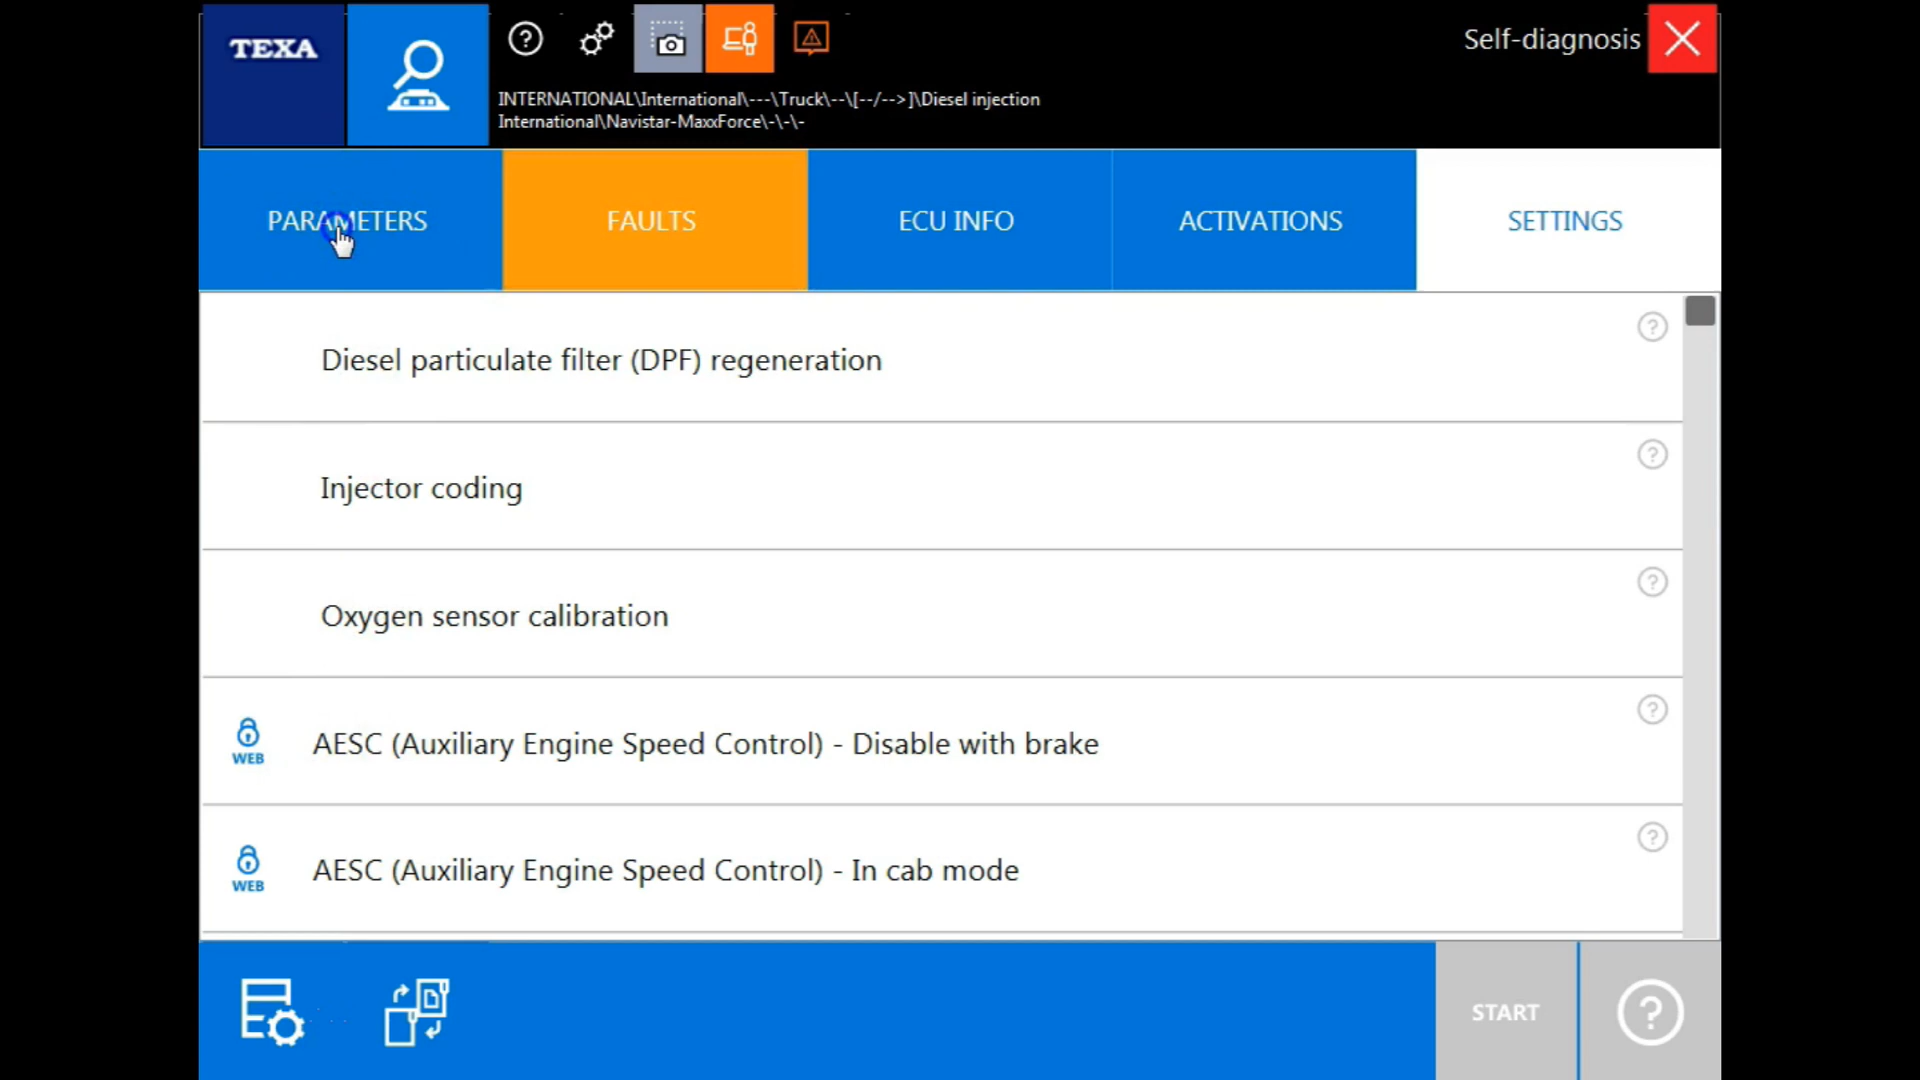 TEXA
Self-diagnosis
INTERNATIONAL\International\---\Truck\--\[--/-->]\Diesel injection
International\Navistar-MaxxForce\-\-\-
PARAMETERS
FAULTS
ECU INFO
ACTIVATIONS
SETTINGS
Diesel particulate filter (DPF) regeneration
Injector coding
Oxygen sensor calibration
WEB
AESC (Auxiliary Engine Speed Control) - Disable with brake
WEB
AESC (Auxiliary Engine Speed Control) - In cab mode
START